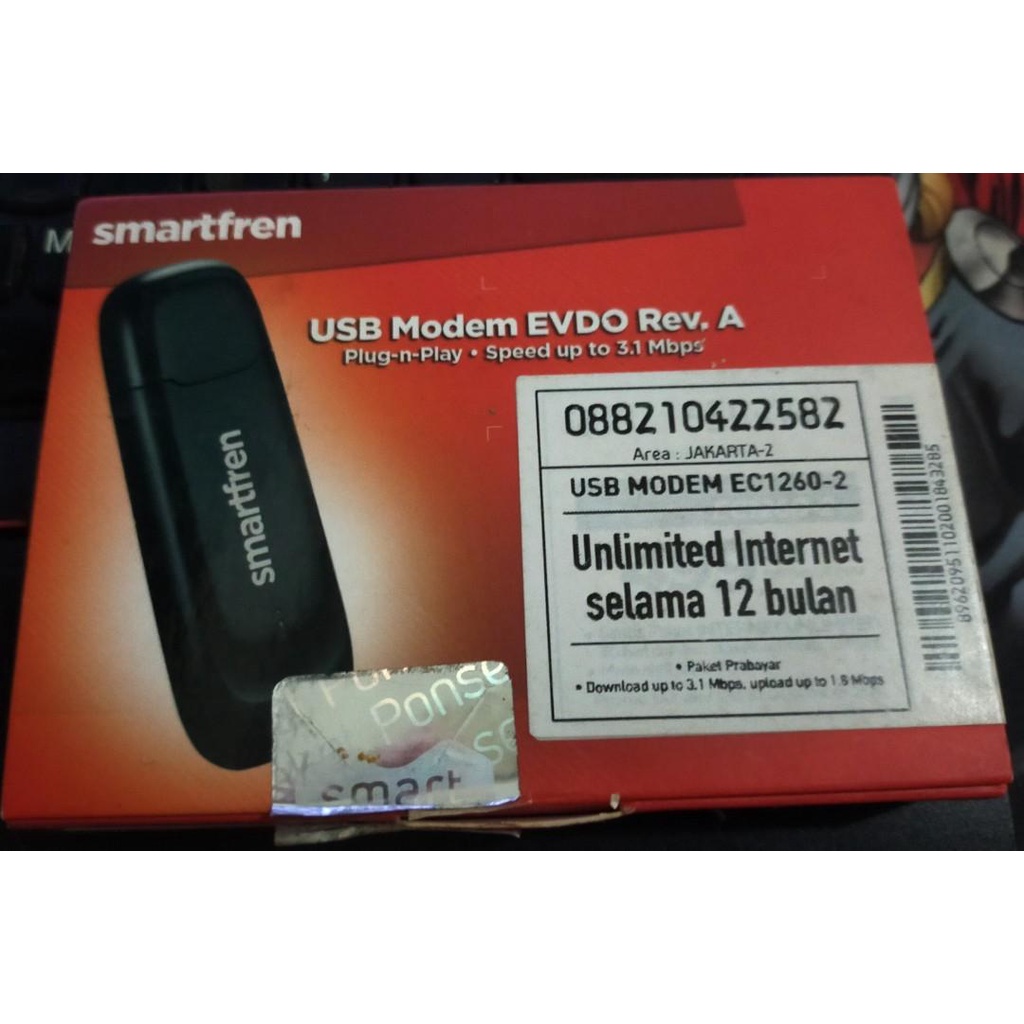 M
smartfren
USB Modem EVDO Rev. A
Plug-n-Play • Speed up to 3.1 Mbps
smartfren
088210422582
Area : JAKARTA-2
USB MODEM EC1260-2
Unlimited Internet
selama 12 bulan
• Paket Prabayar
• Download up to 3.1 Mbps, upload up to 1.8 Mbps
89620951102001843285
Ponse
smart